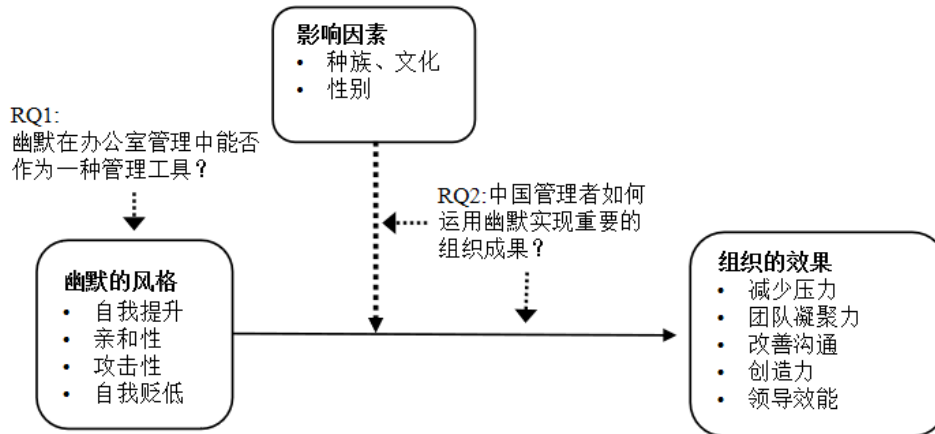 影响因素
• 种族、文化
• 性别
RQ1:
幽默在办公室管理中能否
作为一种管理工具?
RQ2:中国管理者如何
运用幽默实现重要的
组织成果?
幽默的风格
• 自我提升
• 亲和性
• 攻击性
• 自我贬低
组织的效果
• 减少压力
• 团队凝聚力
• 改善沟通
• 创造力
• 领导效能